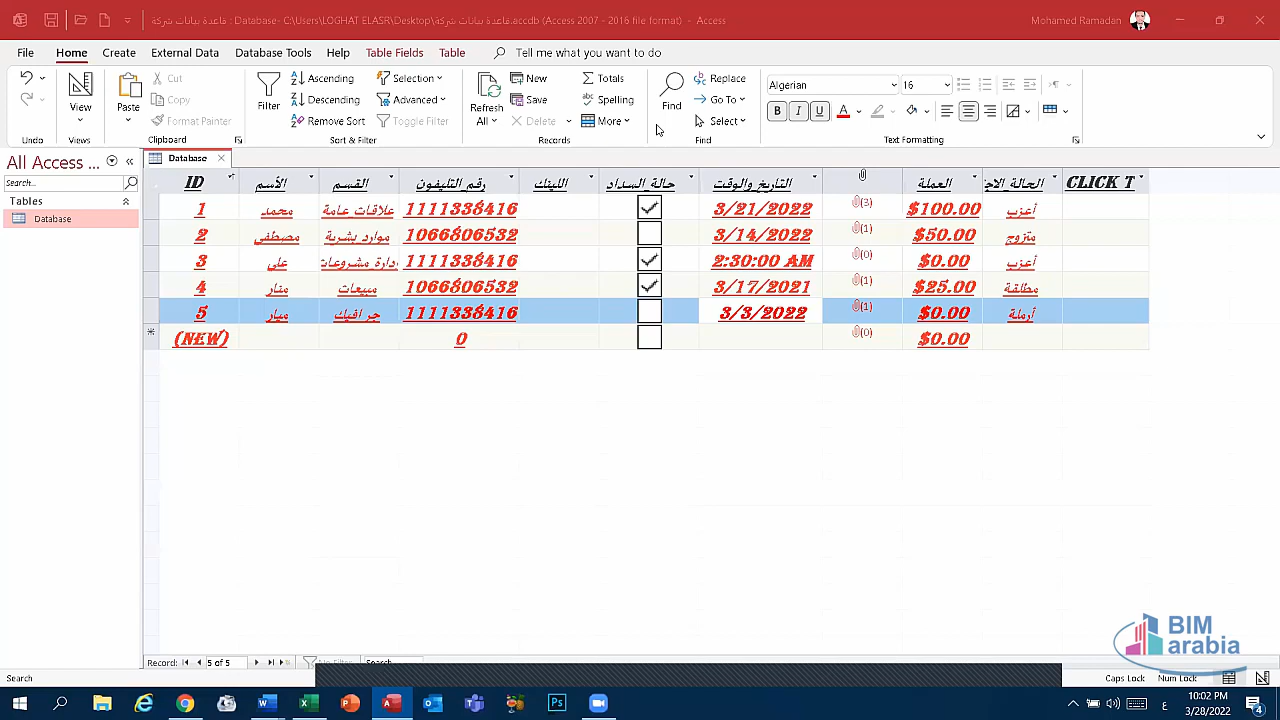 قاعدة بيانات شركة : Database- C:\Users\LOGHAT ELASR\Desktop\قاعدة بيانات شركة.accdb (Access 2007 - 2016 file format) - Access
Mohamed Ramadan
File Home Create External Data Database Tools Help Table Fields Table Tell me what you want to do
Cut Ascending Selection New Totals Replace Algerian 16
View Paste Copy Filter Descending Advanced Refresh All Save Spelling Find Go To
Format Painter Remove Sort Toggle Filter Delete More Select B I U A
Undo Views Clipboard Sort & Filter Records Find Text Formatting
All Access ...
Search...
Tables
Database
Database
ID الأسم القسم رقم التليفون اللينك حالة السداد التاريخ والوقت العملة الحالة الاج CLICK T
1 محمد علاقات عامة 1111338416 3/21/2022 (3) $100.00 أعزب
2 مصطفي موارد بشرية 1066806532 3/14/2022 (1) $50.00 متزوج
3 علي دارة مشروعات 1111338416 2:30:00 AM (0) $0.00 أعزب
4 منار مبيعات 1066806532 3/17/2021 (1) $25.00 مطلقة
5 ميار جرافيك 1111338416 3/3/2022 (1) $0.00 أرملة
(NEW) 0 (0) $0.00
BIM
arabia
Record: 5 of 5 No Filter Search
Search Caps Lock Num Lock
10:02 PM
3/28/2022
ع
4